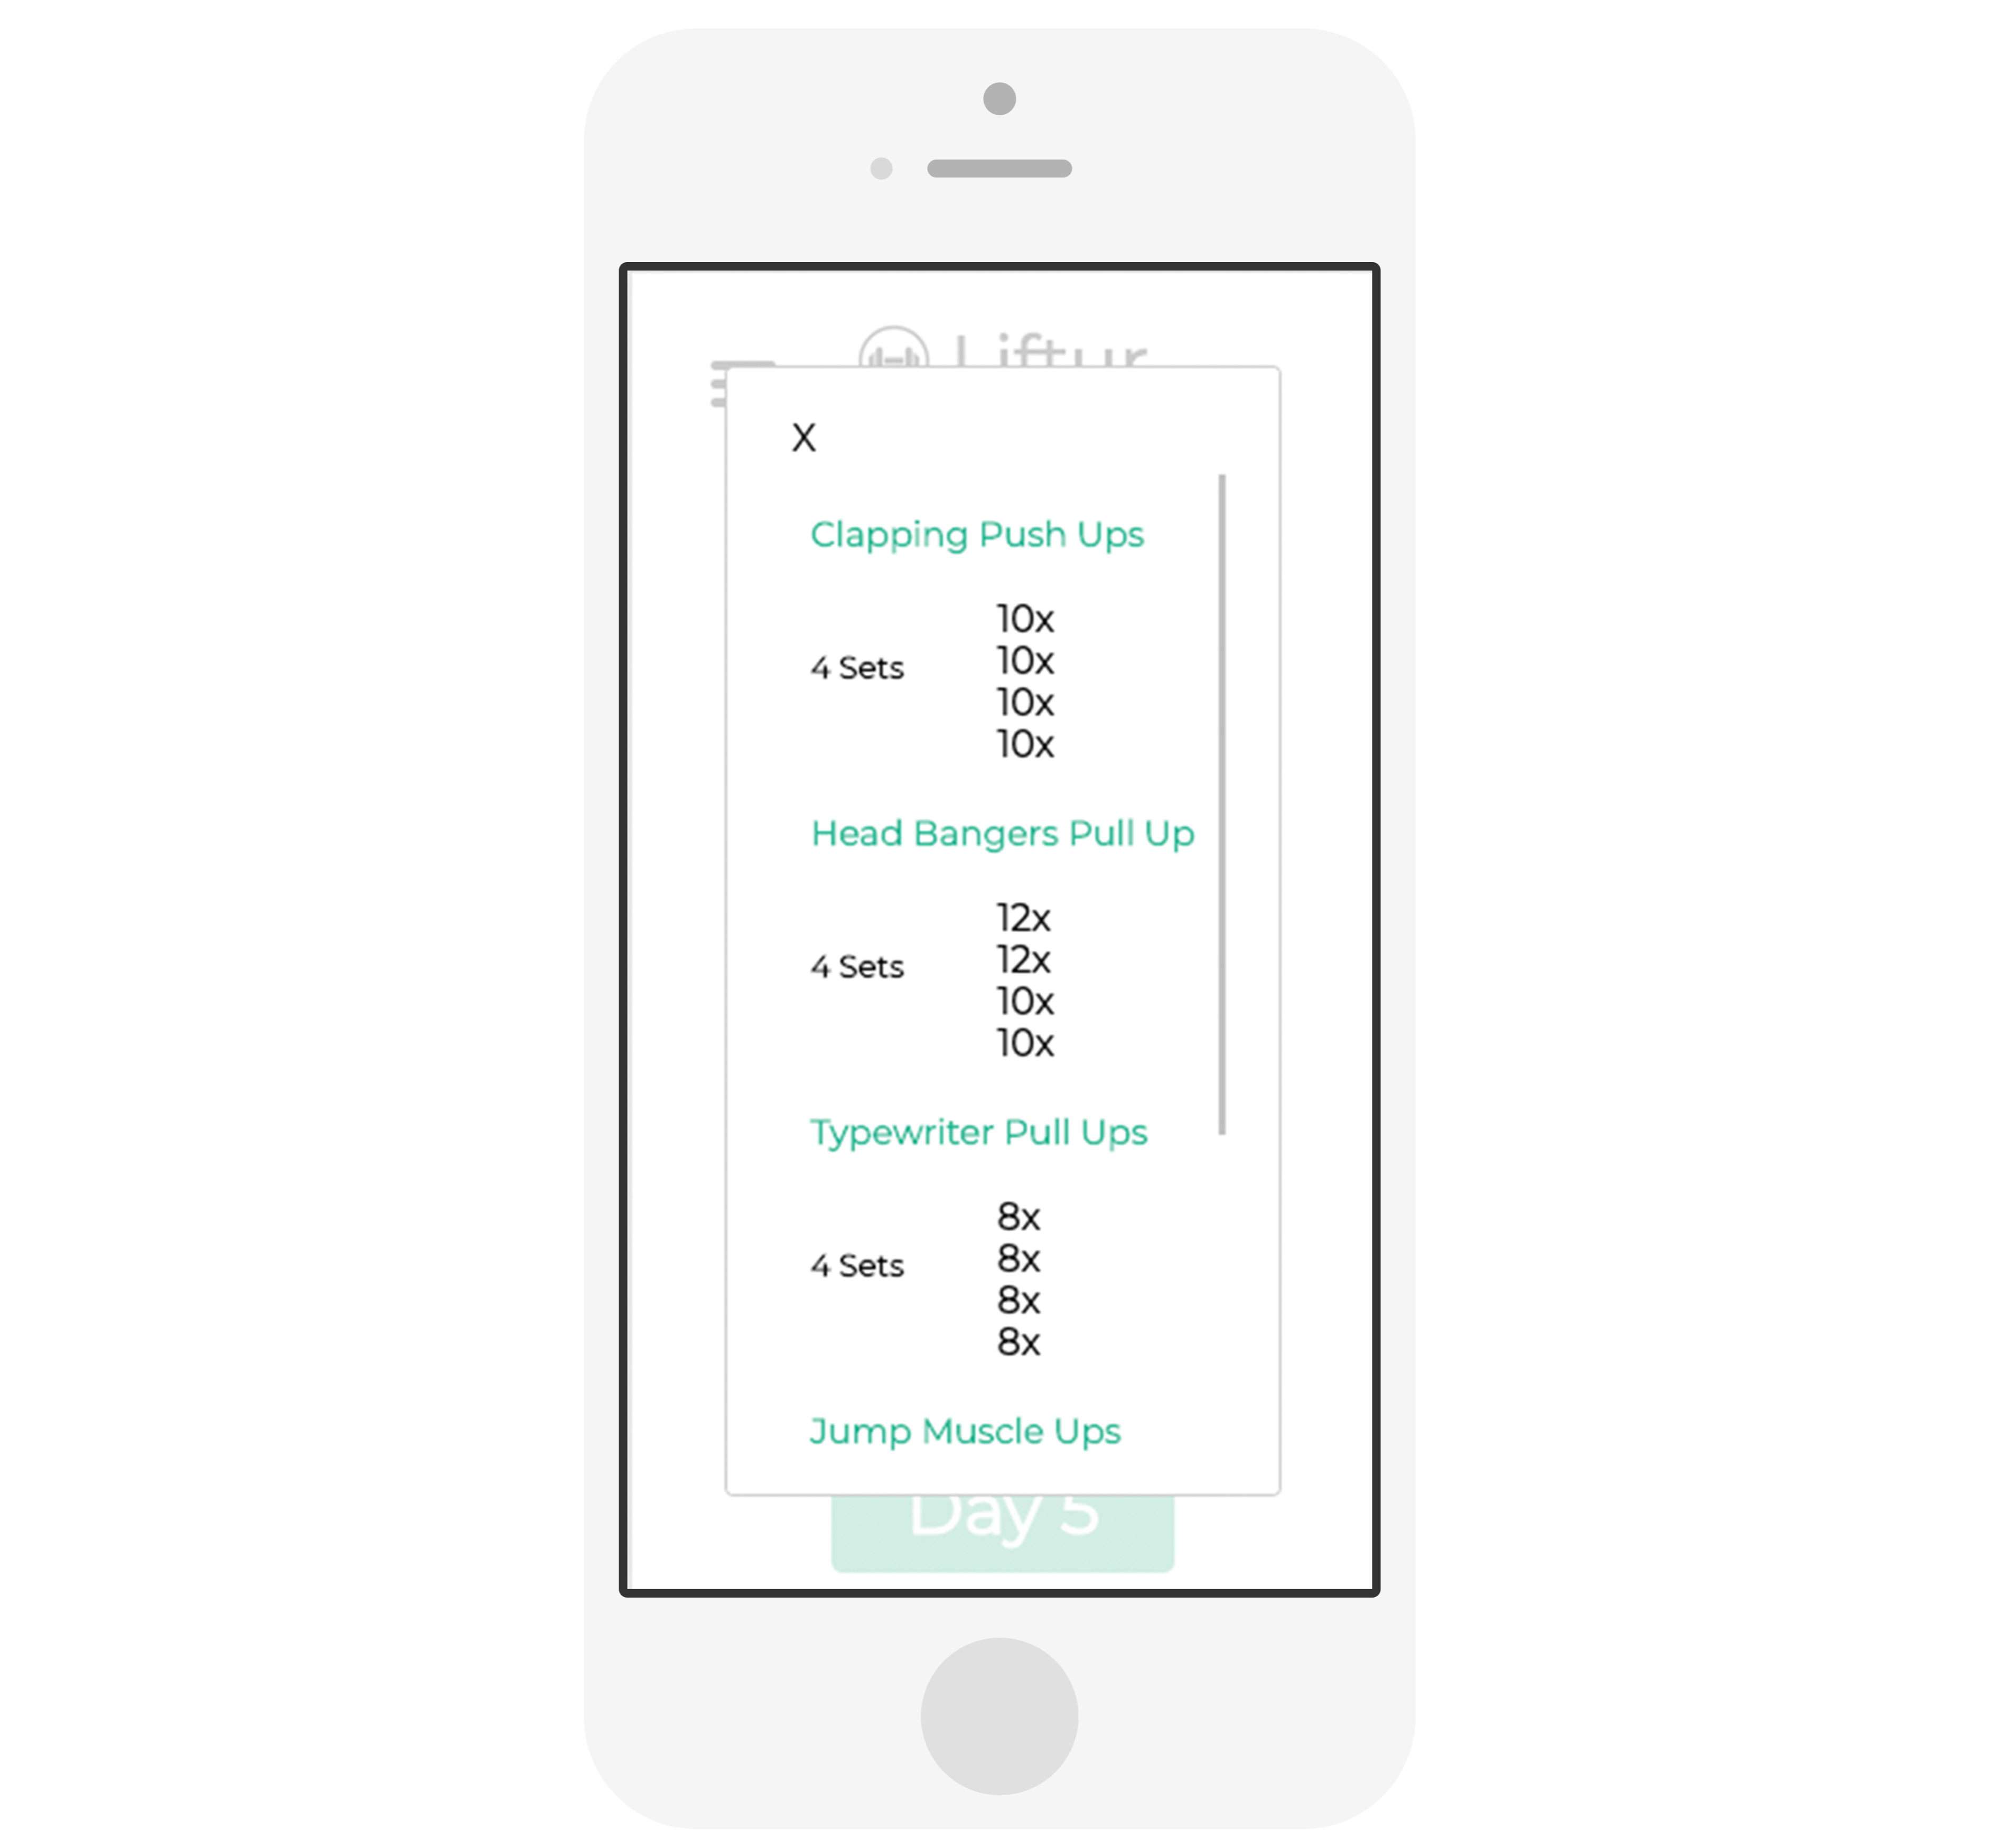 Liftur
X
Clapping Push Ups
10x
10x
4 Sets
10x
10x
Head Bangers Pull Up
12x
12x
4 Sets
10x
10x
Typewriter Pull Ups
8x
8x
4 Sets
8x
8x
Jump Muscle Ups
Day 5